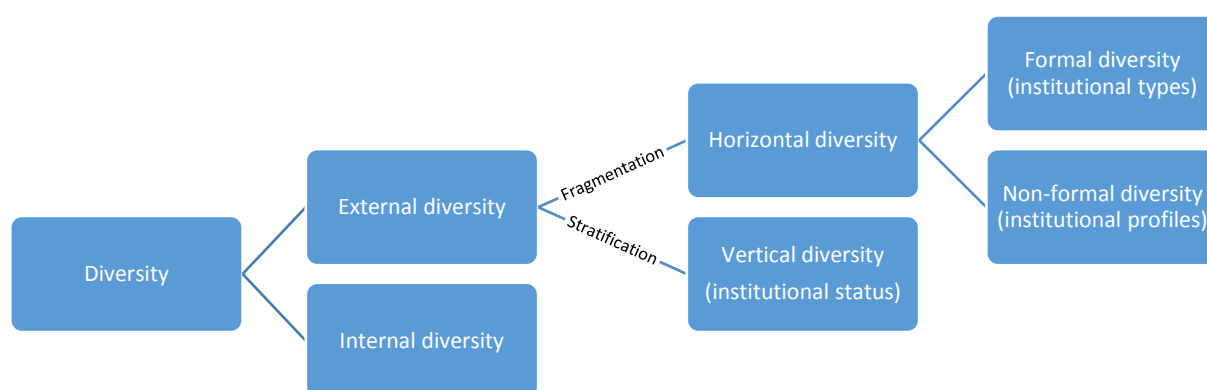 Diversity
External diversity
Internal diversity
Fragmentation
Stratification
Horizontal diversity
Vertical diversity
(institutional status)
Formal diversity
(institutional types)
Non-formal diversity
(institutional profiles)